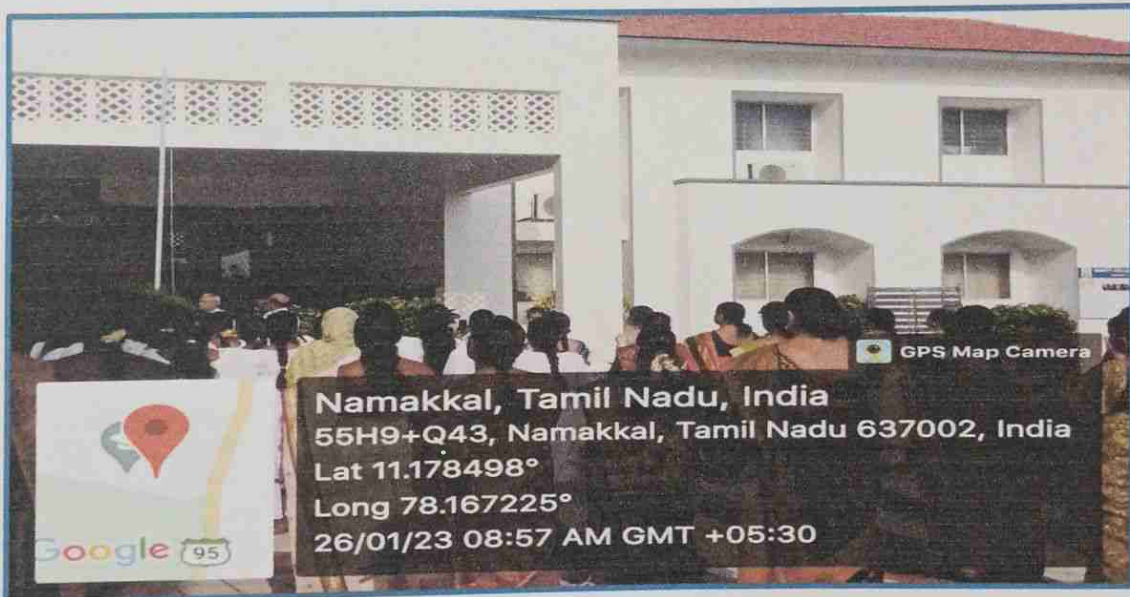 GPS Map Camera
Namakkal, Tamil Nadu, India
55H9+Q43, Namakkal, Tamil Nadu 637002, India
Lat 11.178498°
Long 78.167225°
26/01/23 08:57 AM GMT +05:30
Google
95